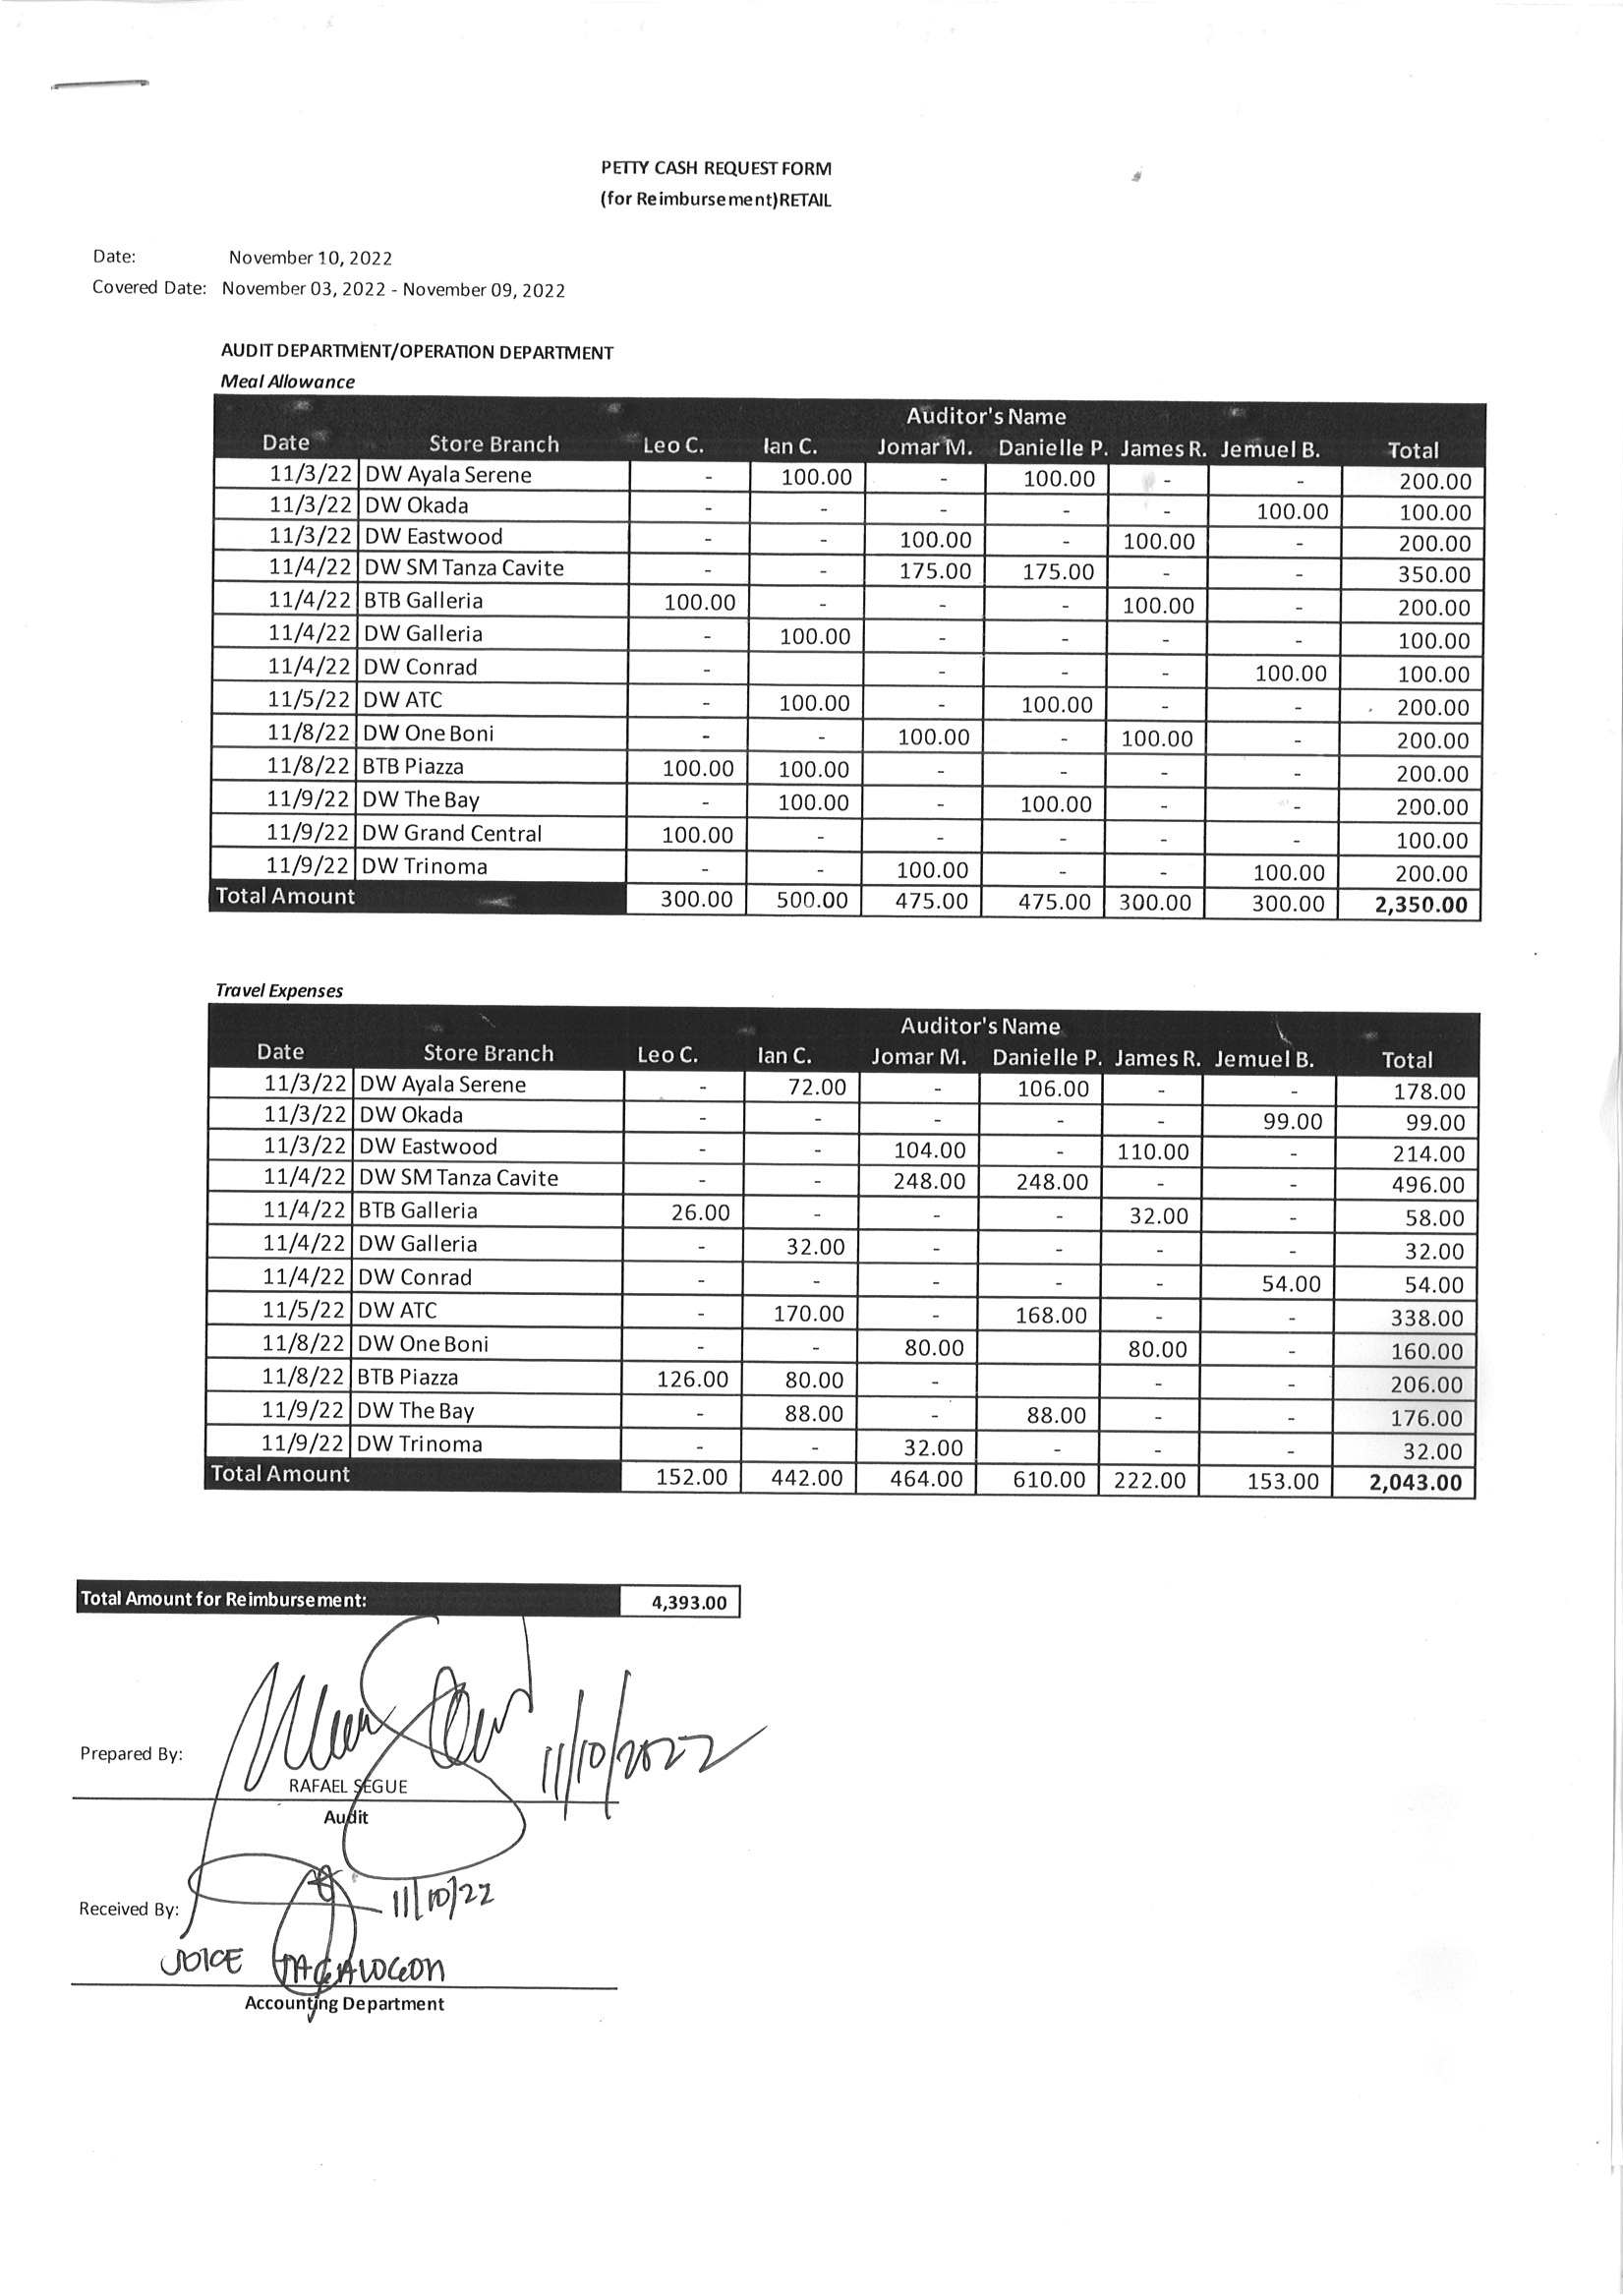 PETTY CASH REQUEST FORM
(for Reimbursement)RETAIL
Date: November 10, 2022
Covered Date: November 03, 2022 - November 09, 2022
AUDIT DEPARTMENT/OPERATION DEPARTMENT
Meal Allowance
Auditor's Name
Date Store Branch Leo C. Ian C. Jomar M. Danielle P. James R. Jemuel B. Total
11/3/22 DW Ayala Serene - 100.00 - 100.00 - - 200.00
11/3/22 DW Okada - - - - - 100.00 100.00
11/3/22 DW Eastwood - - 100.00 - 100.00 - 200.00
11/4/22 DW SM Tanza Cavite - - 175.00 175.00 - - 350.00
11/4/22 BTB Galleria 100.00 - - - 100.00 - 200.00
11/4/22 DW Galleria - 100.00 - - - - 100.00
11/4/22 DW Conrad - - - - 100.00 100.00
11/5/22 DW ATC - 100.00 - 100.00 - - 200.00
11/8/22 DW One Boni - - 100.00 - 100.00 - 200.00
11/8/22 BTB Piazza 100.00 100.00 - - - - 200.00
11/9/22 DW The Bay - 100.00 - 100.00 - - 200.00
11/9/22 DW Grand Central 100.00 - - - - - 100.00
11/9/22 DW Trinoma - - 100.00 - - 100.00 200.00
Total Amount 300.00 500.00 475.00 475.00 300.00 300.00 2,350.00
Travel Expenses
Auditor's Name
Date Store Branch Leo C. Ian C. Jomar M. Danielle P. James R. Jemuel B. Total
11/3/22 DW Ayala Serene - 72.00 - 106.00 - - 178.00
11/3/22 DW Okada - - - - - 99.00 99.00
11/3/22 DW Eastwood - - 104.00 - 110.00 - 214.00
11/4/22 DW SM Tanza Cavite - - 248.00 248.00 - - 496.00
11/4/22 BTB Galleria 26.00 - - - 32.00 - 58.00
11/4/22 DW Galleria - 32.00 - - - - 32.00
11/4/22 DW Conrad - - - - - 54.00 54.00
11/5/22 DW ATC - 170.00 - 168.00 - - 338.00
11/8/22 DW One Boni - - 80.00 80.00 - 160.00
11/8/22 BTB Piazza 126.00 80.00 - - - 206.00
11/9/22 DW The Bay - 88.00 - 88.00 - - 176.00
11/9/22 DW Trinoma - - 32.00 - - - 32.00
Total Amount 152.00 442.00 464.00 610.00 222.00 153.00 2,043.00
Total Amount for Reimbursement: 4,393.00
Prepared By: 11/10/2022
RAFAEL SEGUE
Audit
Received By: 11/10/22
JOICE TAGALOGON
Accounting Department